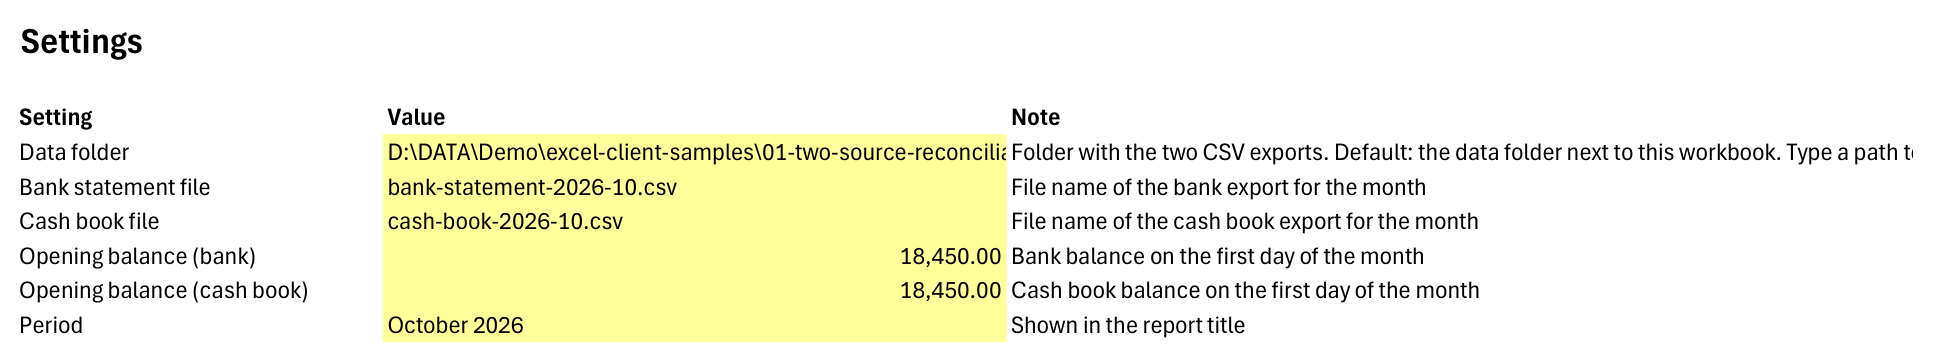 Settings
Setting Value Note
Data folder D:\DATA\Demo\excel-client-samples\01-two-source- Folder with the two CSV exports. Default: the data folder next to this workbook. Type a path
Bank statement file bank-statement-2026-10.csv File name of the bank export for the month
Cash book file cash-book-2026-10.csv File name of the cash book export for the month
Opening balance (bank) 18,450.00 Bank balance on the first day of the month
Opening balance (cash book) 18,450.00 Cash book balance on the first day of the month
Period October 2026 Shown in the report title